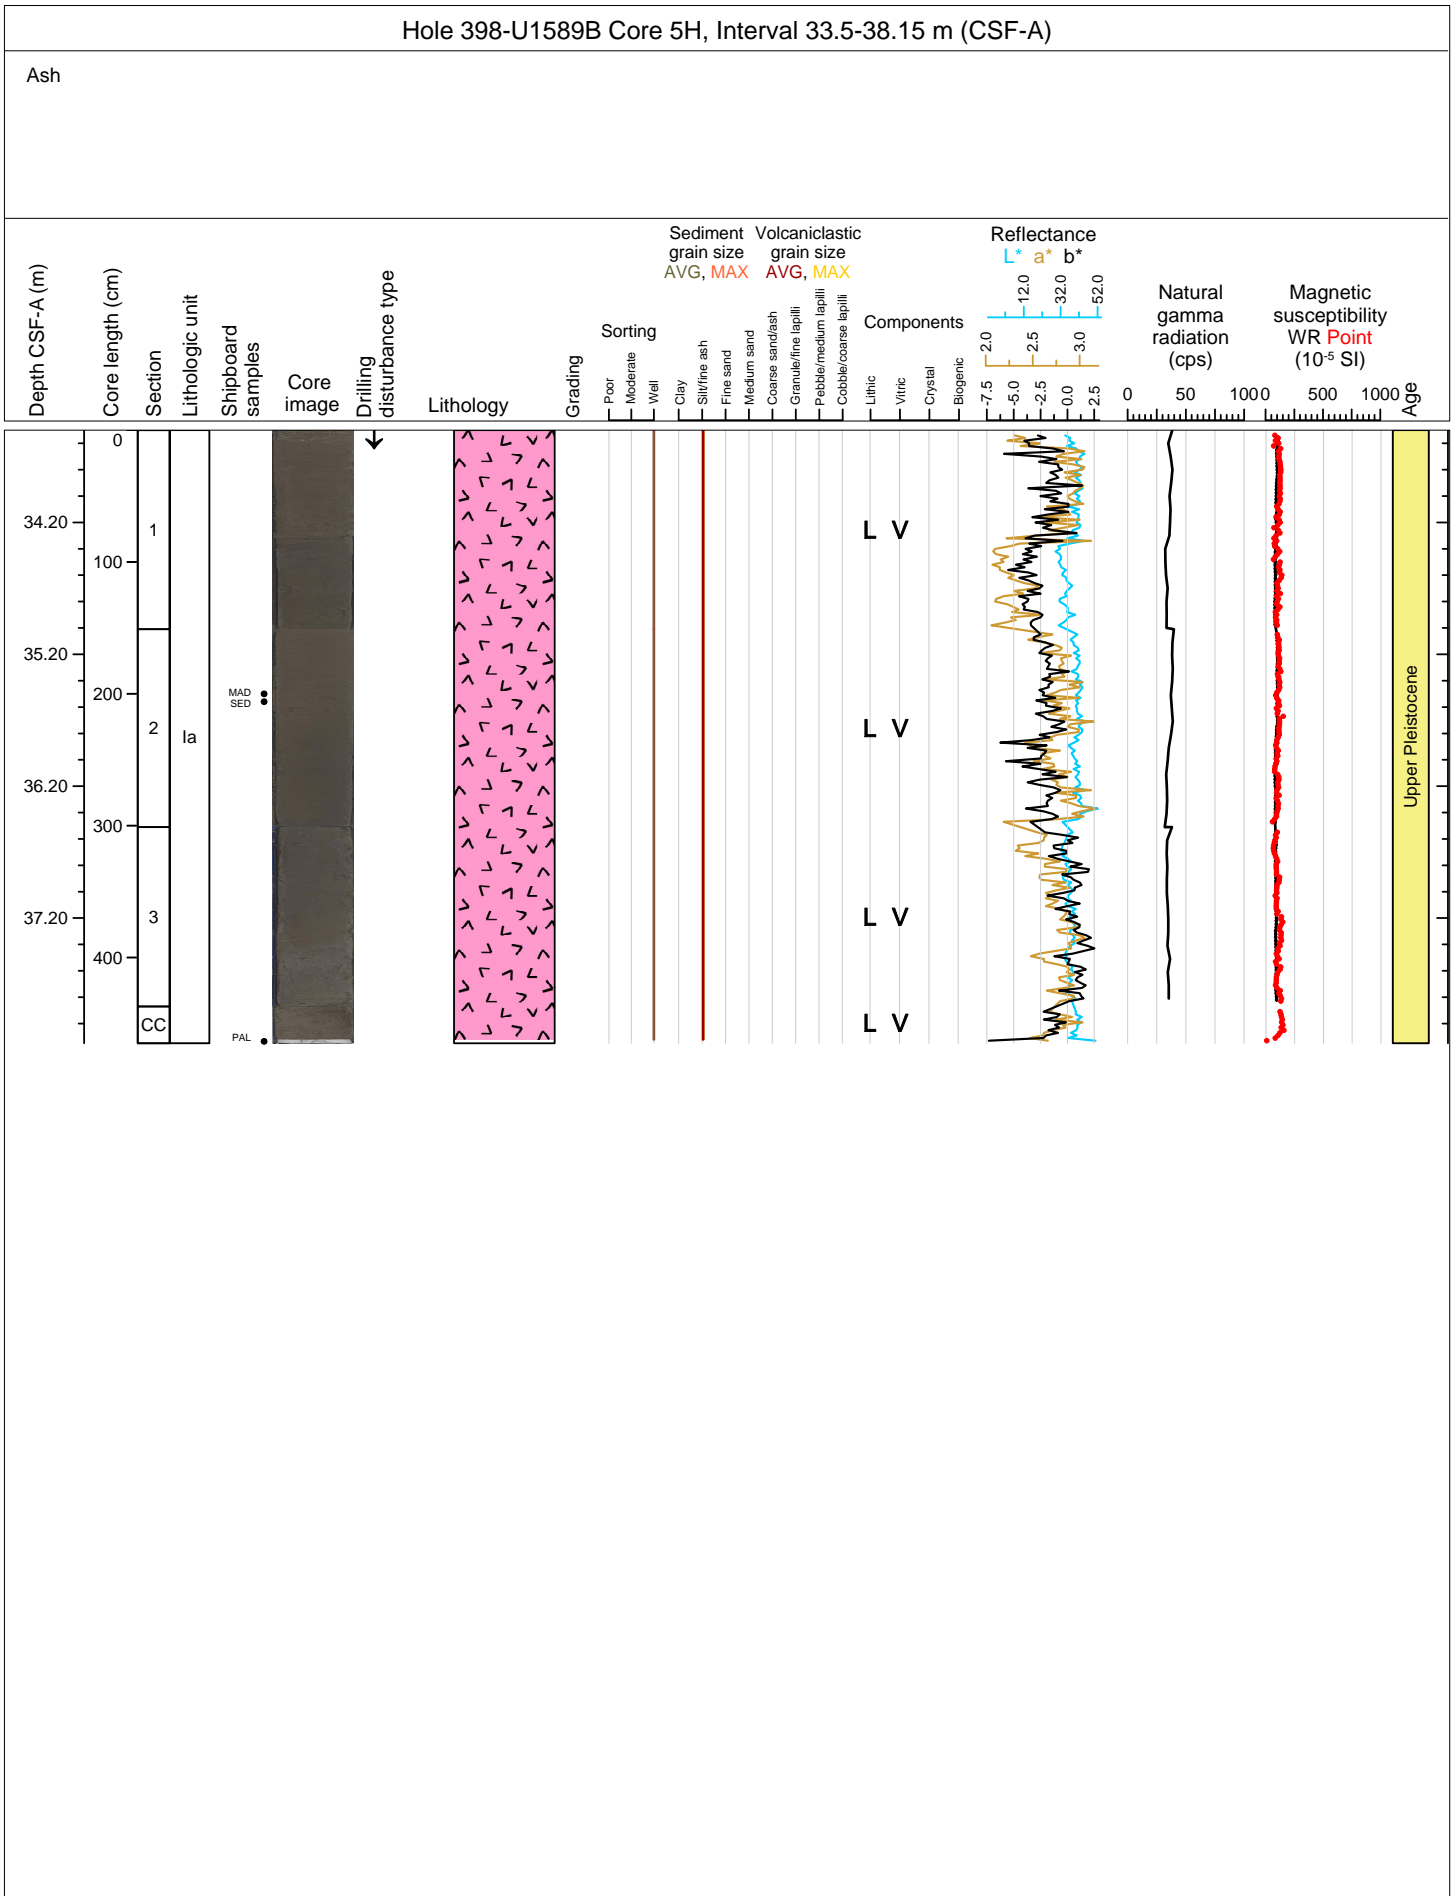 Hole 398-U1589B Core 5H, Interval 33.5-38.15 m (CSF-A)
Ash
Depth CSF-A (m)
Core length (cm)
Section
Lithologic unit
Shipboard
samples
Core
image
Drilling
disturbance type
Lithology
Grading
Sorting
Poor
Moderate
Well
Sediment
grain size
AVG, MAX
Volcaniclastic
grain size
AVG, MAX
Clay
Silt/fine ash
Fine sand
Medium sand
Coarse sand/ash
Granule/fine lapilli
Pebble/medium lapilli
Cobble/coarse lapilli
Components
Lithic
Vitric
Crystal
Biogenic
Reflectance
L* a* b*
12.0 32.0 52.0
2.0 2.5 3.0
-7.5 -5.0 -2.5 0.0 2.5
Natural
gamma
radiation
(cps)
0 50 100
Magnetic
susceptibility
WR Point
(10-5 SI)
0 500 1000
Age
0
34.20
1
L V
100
35.20
200
MAD
SED
2
Ia
L V
36.20
300
37.20
3
L V
400
CC
PAL
L V
Upper Pleistocene